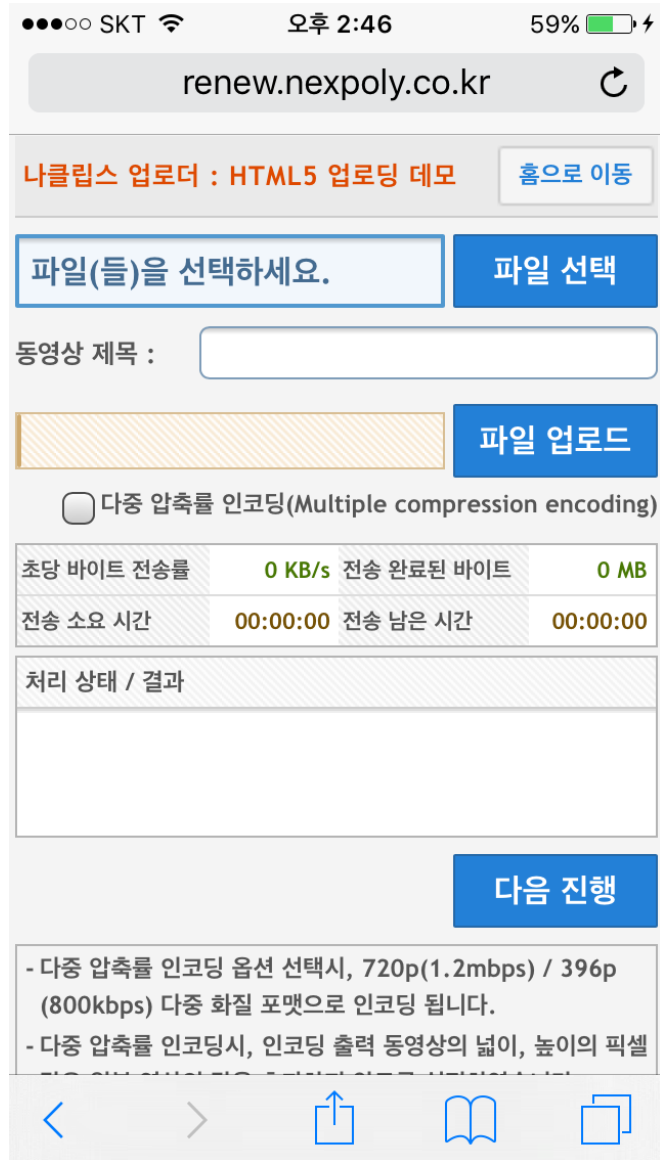 SKT 오후 2:46 59%
renew.nexpoly.co.kr
나클립스 업로더 : HTML5 업로딩 데모 홈으로 이동
파일(들)을 선택하세요. 파일 선택
동영상 제목 :
파일 업로드
다중 압축률 인코딩(Multiple compression encoding)
초당 바이트 전송률 0 KB/s 전송 완료된 바이트 0 MB
전송 소요 시간 00:00:00 전송 남은 시간 00:00:00
처리 상태 / 결과
다음 진행
- 다중 압축률 인코딩 옵션 선택시, 720p(1.2mbps) / 396p
(800kbps) 다중 화질 포맷으로 인코딩 됩니다.
- 다중 압축률 인코딩시, 인코딩 출력 동영상의 넓이, 높이의 픽셀